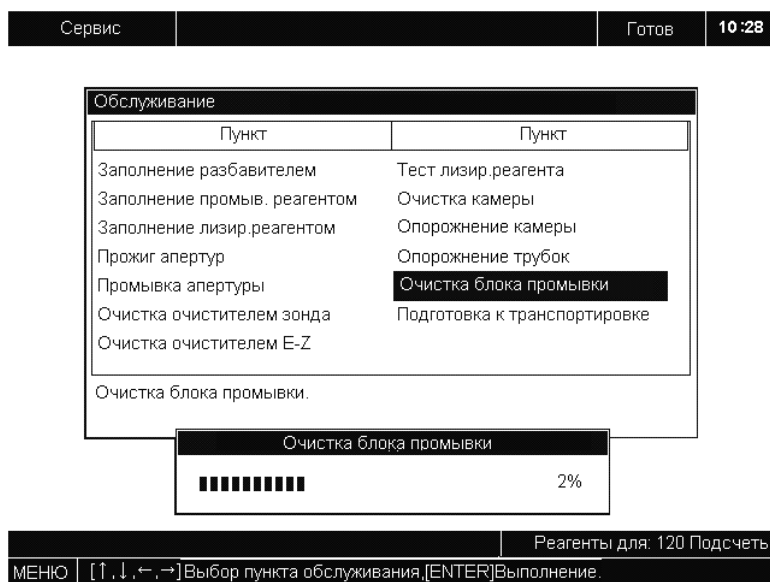 Сервис Готов 10:28
Обслуживание
Пункт Пункт
Заполнение разбавителем Тест лизир.реагента
Заполнение промыв. реагентом Очистка камеры
Заполнение лизир.реагентом Опорожнение камеры
Прожиг апертур Опорожнение трубок
Промывка апертуры Очистка блока промывки
Очистка очистителем зонда Подготовка к транспортировке
Очистка очистителем E-Z
Очистка блока промывки.
Очистка блока промывки
2%
Реагенты для: 120 Подсчеть
МЕНЮ [↑,↓,←,→]Выбор пункта обслуживания,[ENTER]Выполнение.